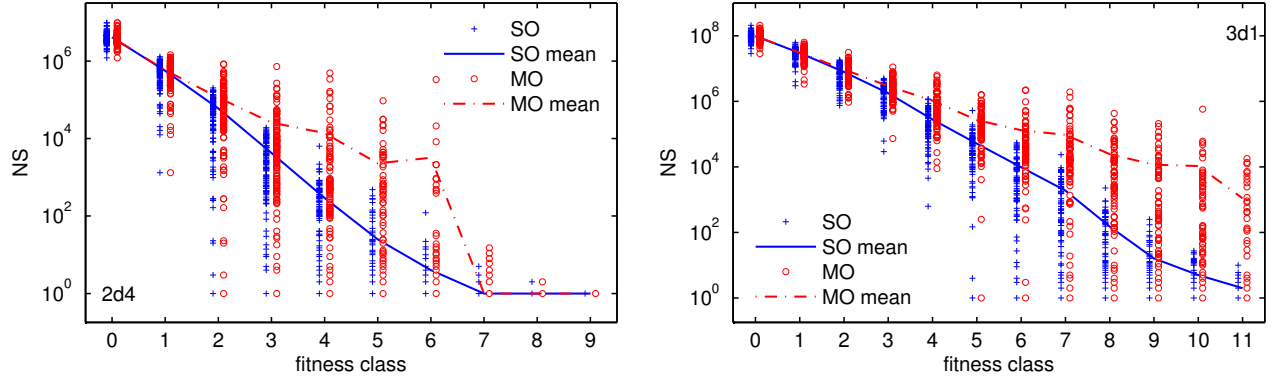 10^6
10^4
10^2
10^0
NS
SO
SO mean
MO
MO mean
2d4
0 1 2 3 4 5 6 7 8 9
fitness class
10^8
10^6
10^4
10^2
10^0
NS
3d1
SO
SO mean
MO
MO mean
0 1 2 3 4 5 6 7 8 9 10 11
fitness class